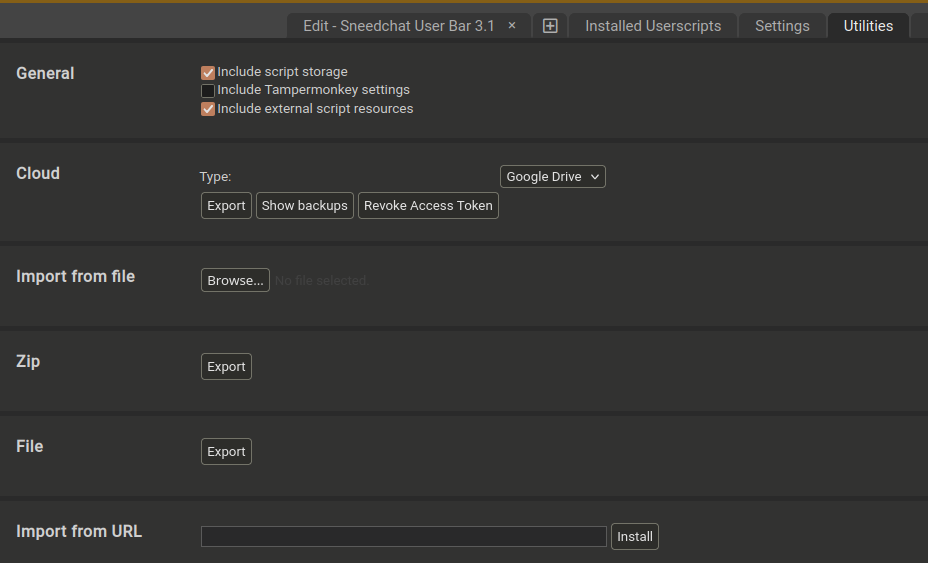 Edit - Sneedchat User Bar 3.1 × Installed Userscripts Settings Utilities
General
Include script storage
Include Tampermonkey settings
Include external script resources
Cloud
Type: Google Drive
Export Show backups Revoke Access Token
Import from file
Browse... No file selected.
Zip
Export
File
Export
Import from URL
Install